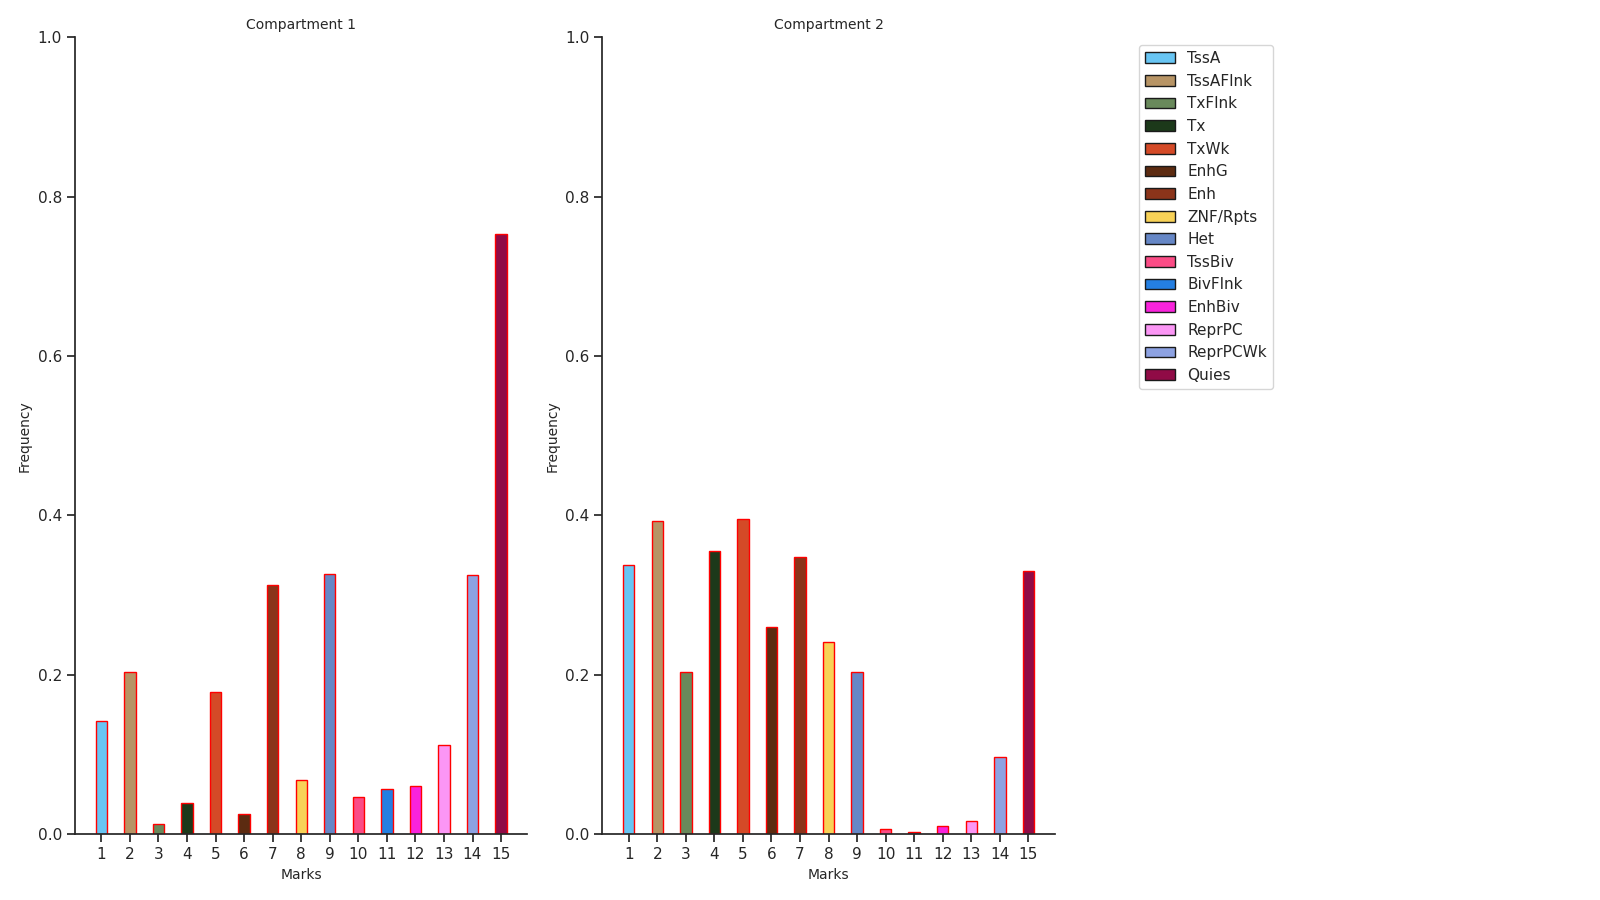 Compartment 1
1.0
0.8
0.6
0.4
0.2
0.0
Frequency
1 2 3 4 5 6 7 8 9 10 11 12 13 14 15
Marks
Compartment 2
1.0
0.8
0.6
0.4
0.2
0.0
Frequency
1 2 3 4 5 6 7 8 9 10 11 12 13 14 15
Marks
TssA
TssAFlnk
TxFlnk
Tx
TxWk
EnhG
Enh
ZNF/Rpts
Het
TssBiv
BivFlnk
EnhBiv
ReprPC
ReprPCWk
Quies